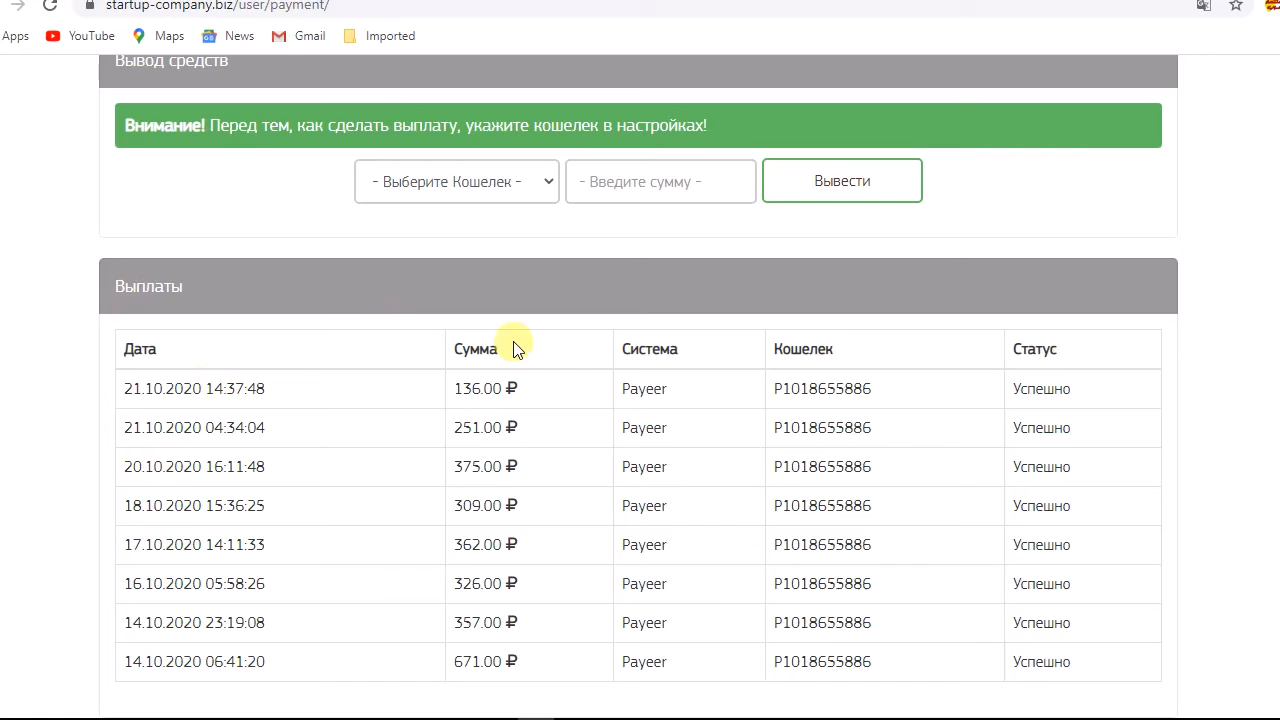 startup-company.biz/user/payment/
Apps YouTube Maps News Gmail Imported
Вывод средств
Внимание! Перед тем, как сделать выплату, укажите кошелек в настройках!
- Выберите Кошелек - - Введите сумму - Вывести
Выплаты
Дата Сумма Система Кошелек Статус
21.10.2020 14:37:48 136.00 ₽ Payeer P1018655886 Успешно
21.10.2020 04:34:04 251.00 ₽ Payeer P1018655886 Успешно
20.10.2020 16:11:48 375.00 ₽ Payeer P1018655886 Успешно
18.10.2020 15:36:25 309.00 ₽ Payeer P1018655886 Успешно
17.10.2020 14:11:33 362.00 ₽ Payeer P1018655886 Успешно
16.10.2020 05:58:26 326.00 ₽ Payeer P1018655886 Успешно
14.10.2020 23:19:08 357.00 ₽ Payeer P1018655886 Успешно
14.10.2020 06:41:20 671.00 ₽ Payeer P1018655886 Успешно